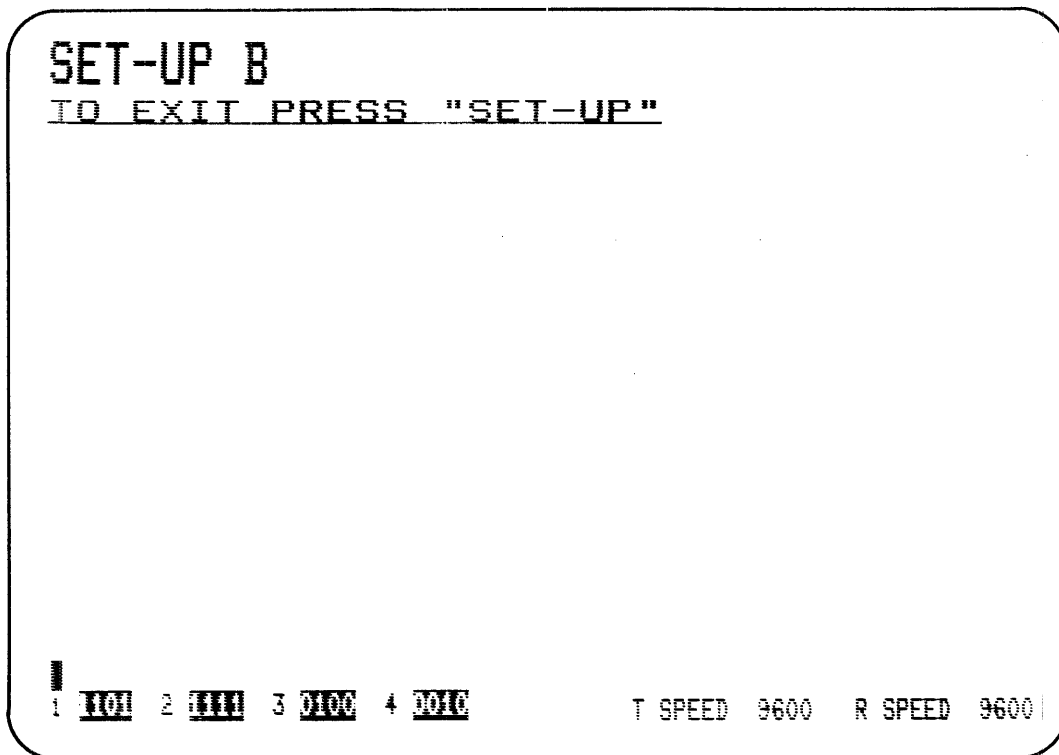 SET-UP B
TO EXIT PRESS "SET-UP"
1 1101 2 1111 3 0100 4 0010 T SPEED 9600 R SPEED 9600